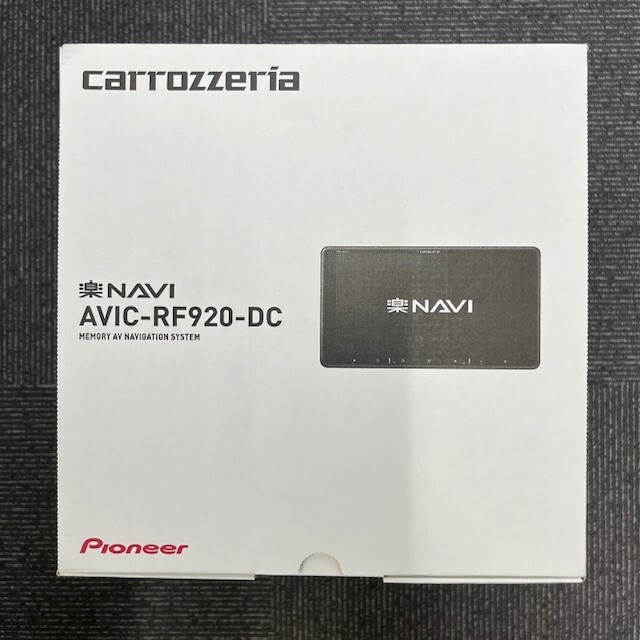 carrozzeria
楽NAVI
AVIC-RF920-DC
MEMORY AV NAVIGATION SYSTEM
楽NAVI
Pioneer